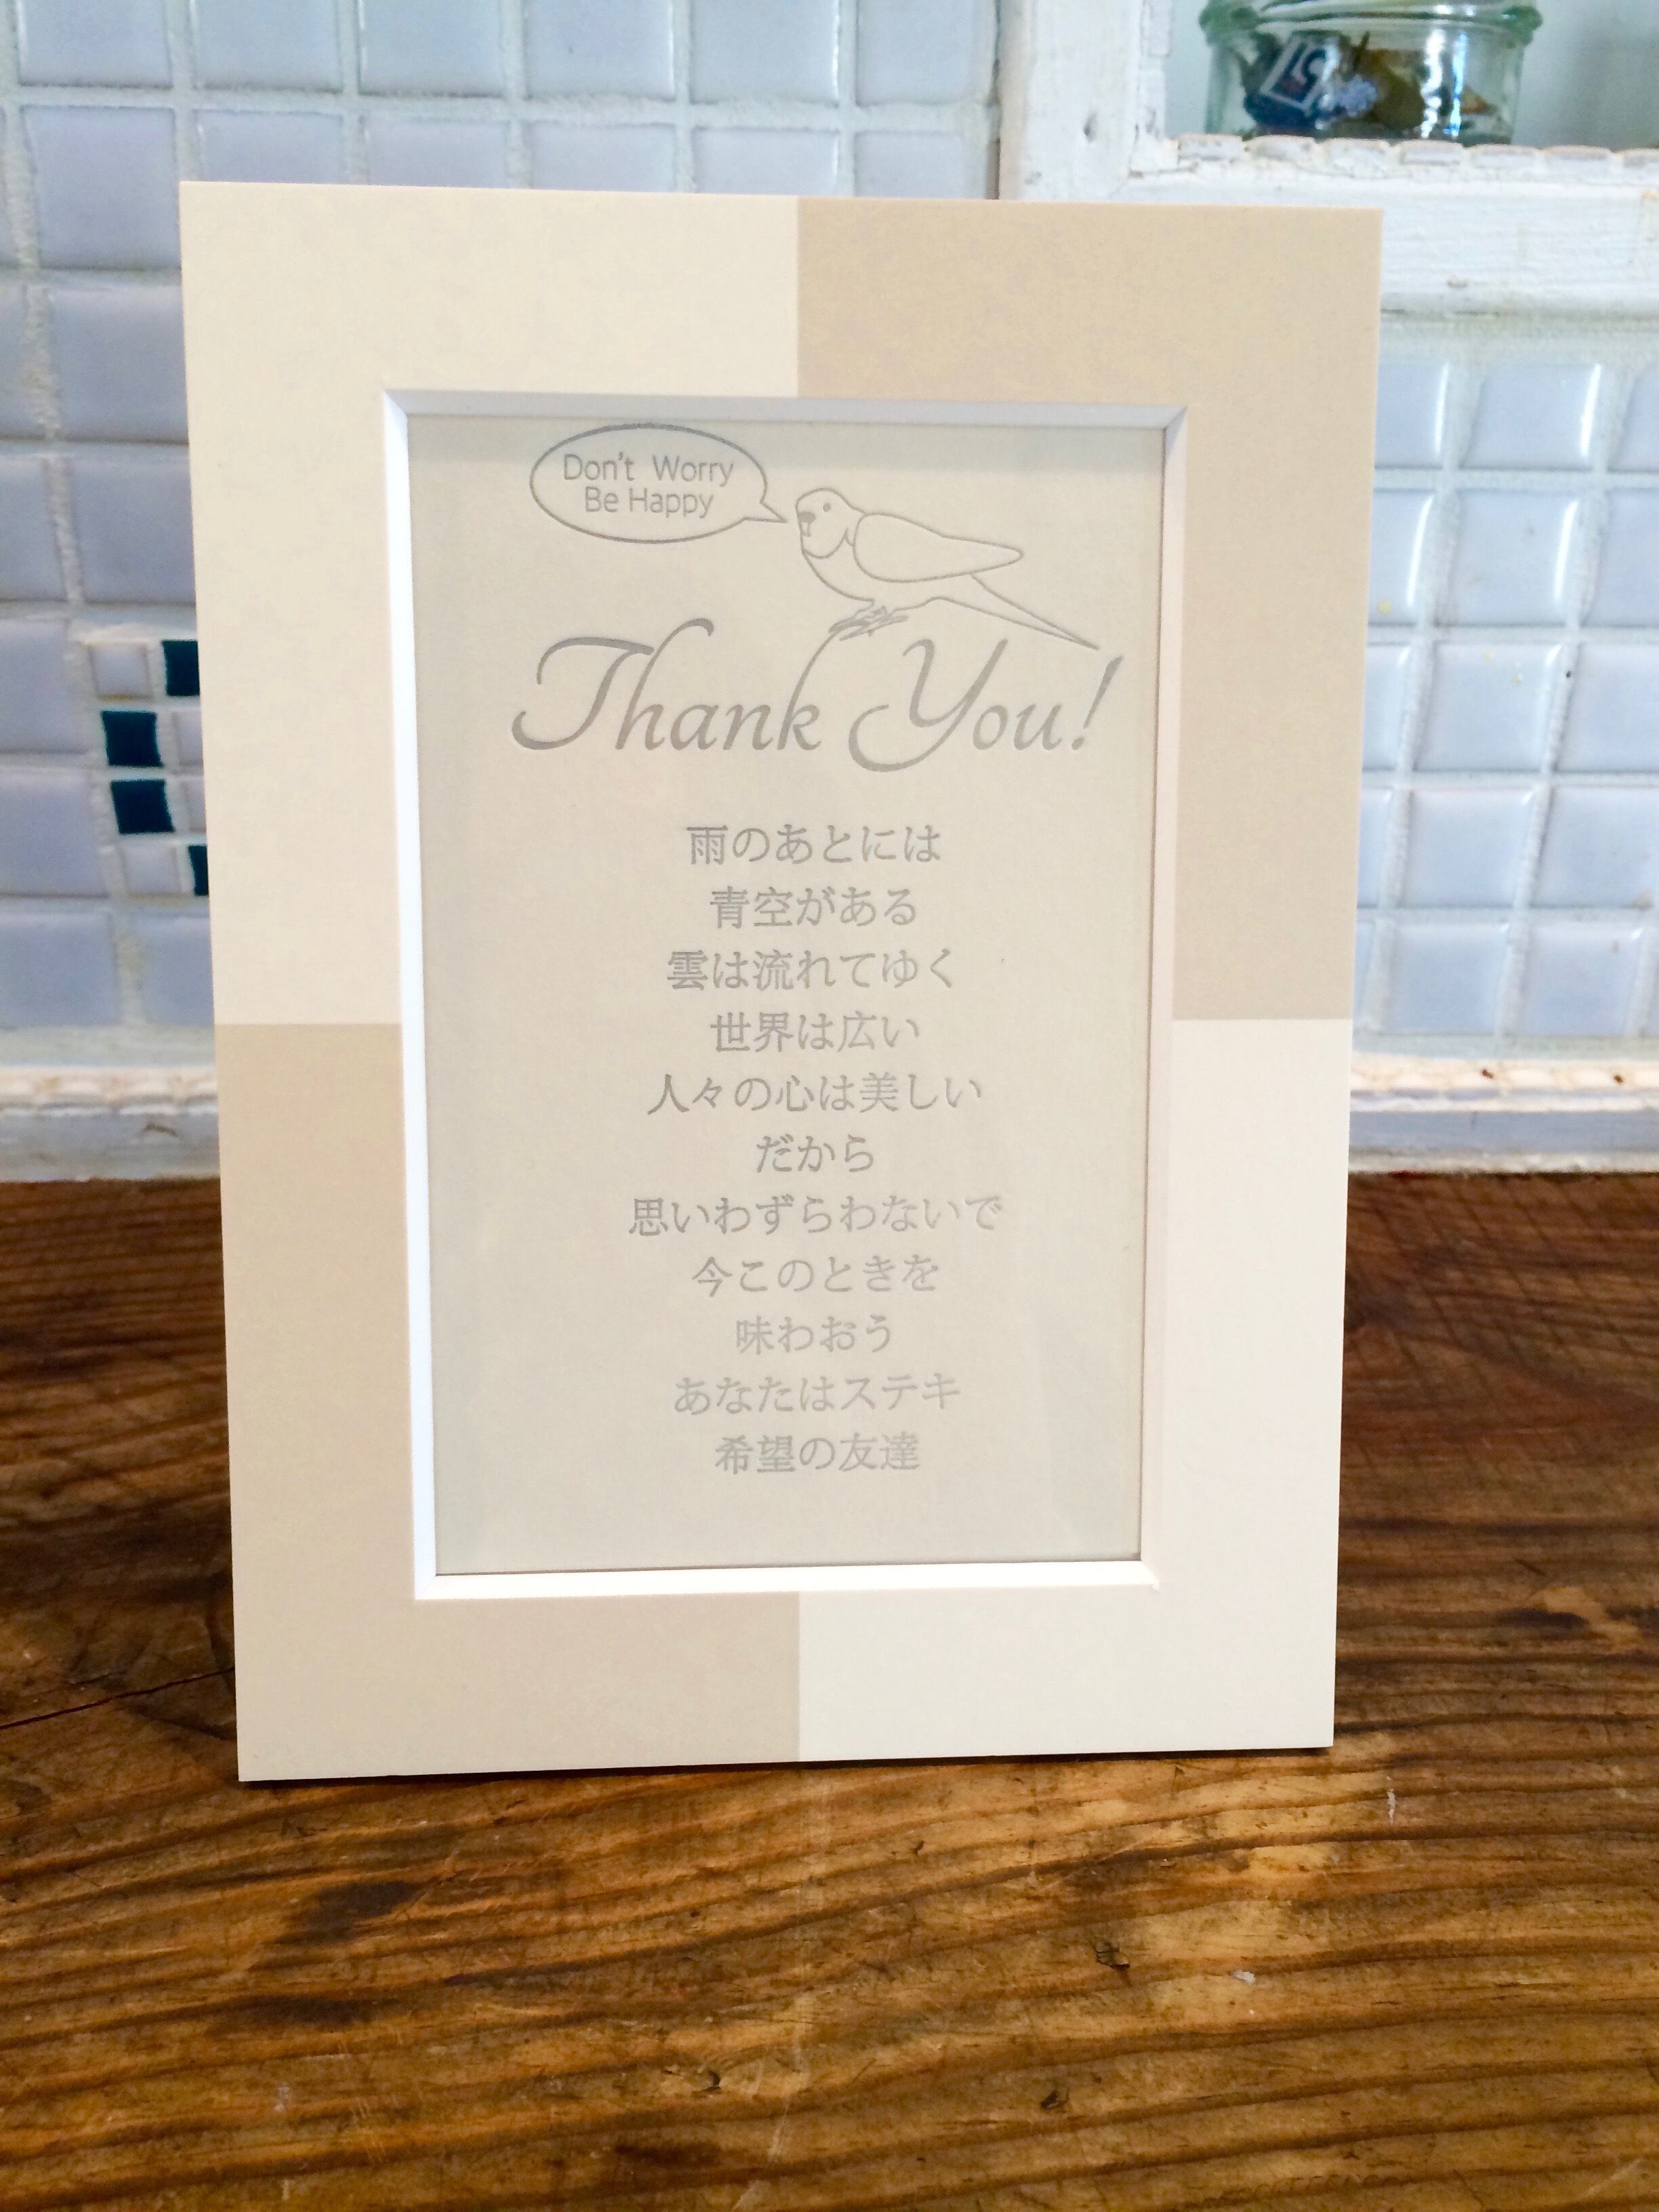 Don't Worry
Be Happy
Thank You!
雨のあとには
青空がある
雲は流れてゆく
世界は広い
人々の心は美しい
だから
思いわずらわないで
今このときを
味わおう
あなたはステキ
希望の友達